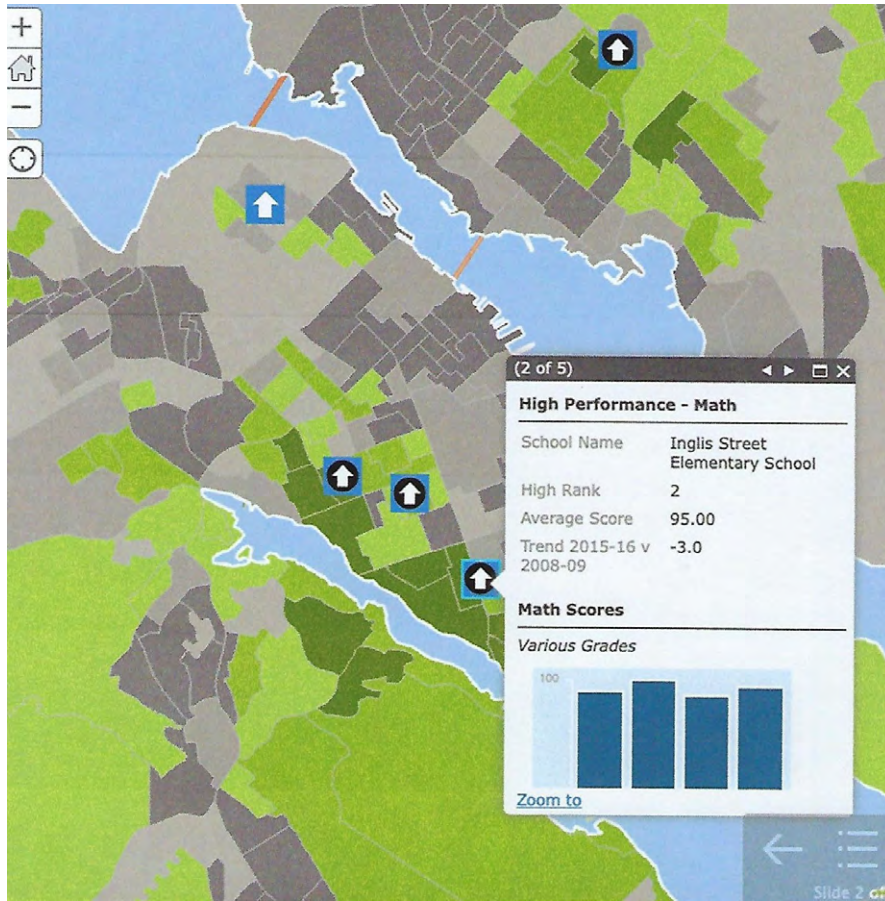 (2 of 5)
High Performance - Math
School Name Inglis Street
Elementary School
High Rank 2
Average Score 95.00
Trend 2015-16 v -3.0
2008-09
Math Scores
Various Grades
100
Zoom to
Slide 2 of